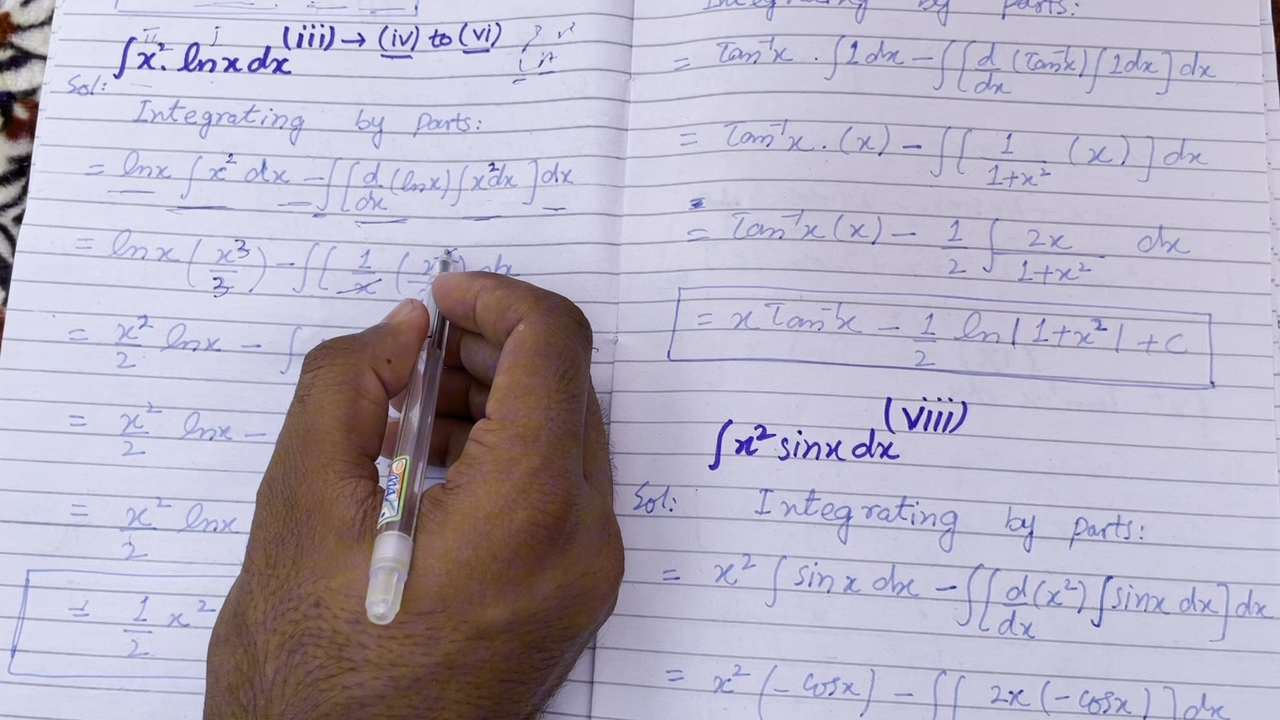 ∫x². lnx dx (iii) → (iv) to (vi)
Sol:
Integrating by parts:
= lnx ∫x² dx − ∫[d/dx (lnx) ∫x²dx] dx
= lnx (x³/3) − ∫[1/x (x
= x²/2 lnx − ∫
= x²/2 lnx −
= x²/2 lnx
= 1/2 x²
Integrating by parts:
= Tan⁻¹x . ∫1dx − ∫[d/dx (Tan⁻¹x) ∫1dx] dx
= Tan⁻¹x . (x) − ∫[1/1+x² (x)] dx
= Tan⁻¹x (x) − 1/2 ∫ 2x/1+x² dx
= x Tan⁻¹x − 1/2 ln|1+x²| + c
(viii)
∫x² sinx dx
Sol: Integrating by parts:
= x² ∫ sinx dx − ∫[d/dx (x²) ∫sinx dx] dx
= x² (−cosx) − ∫[2x (−cosx)] dx